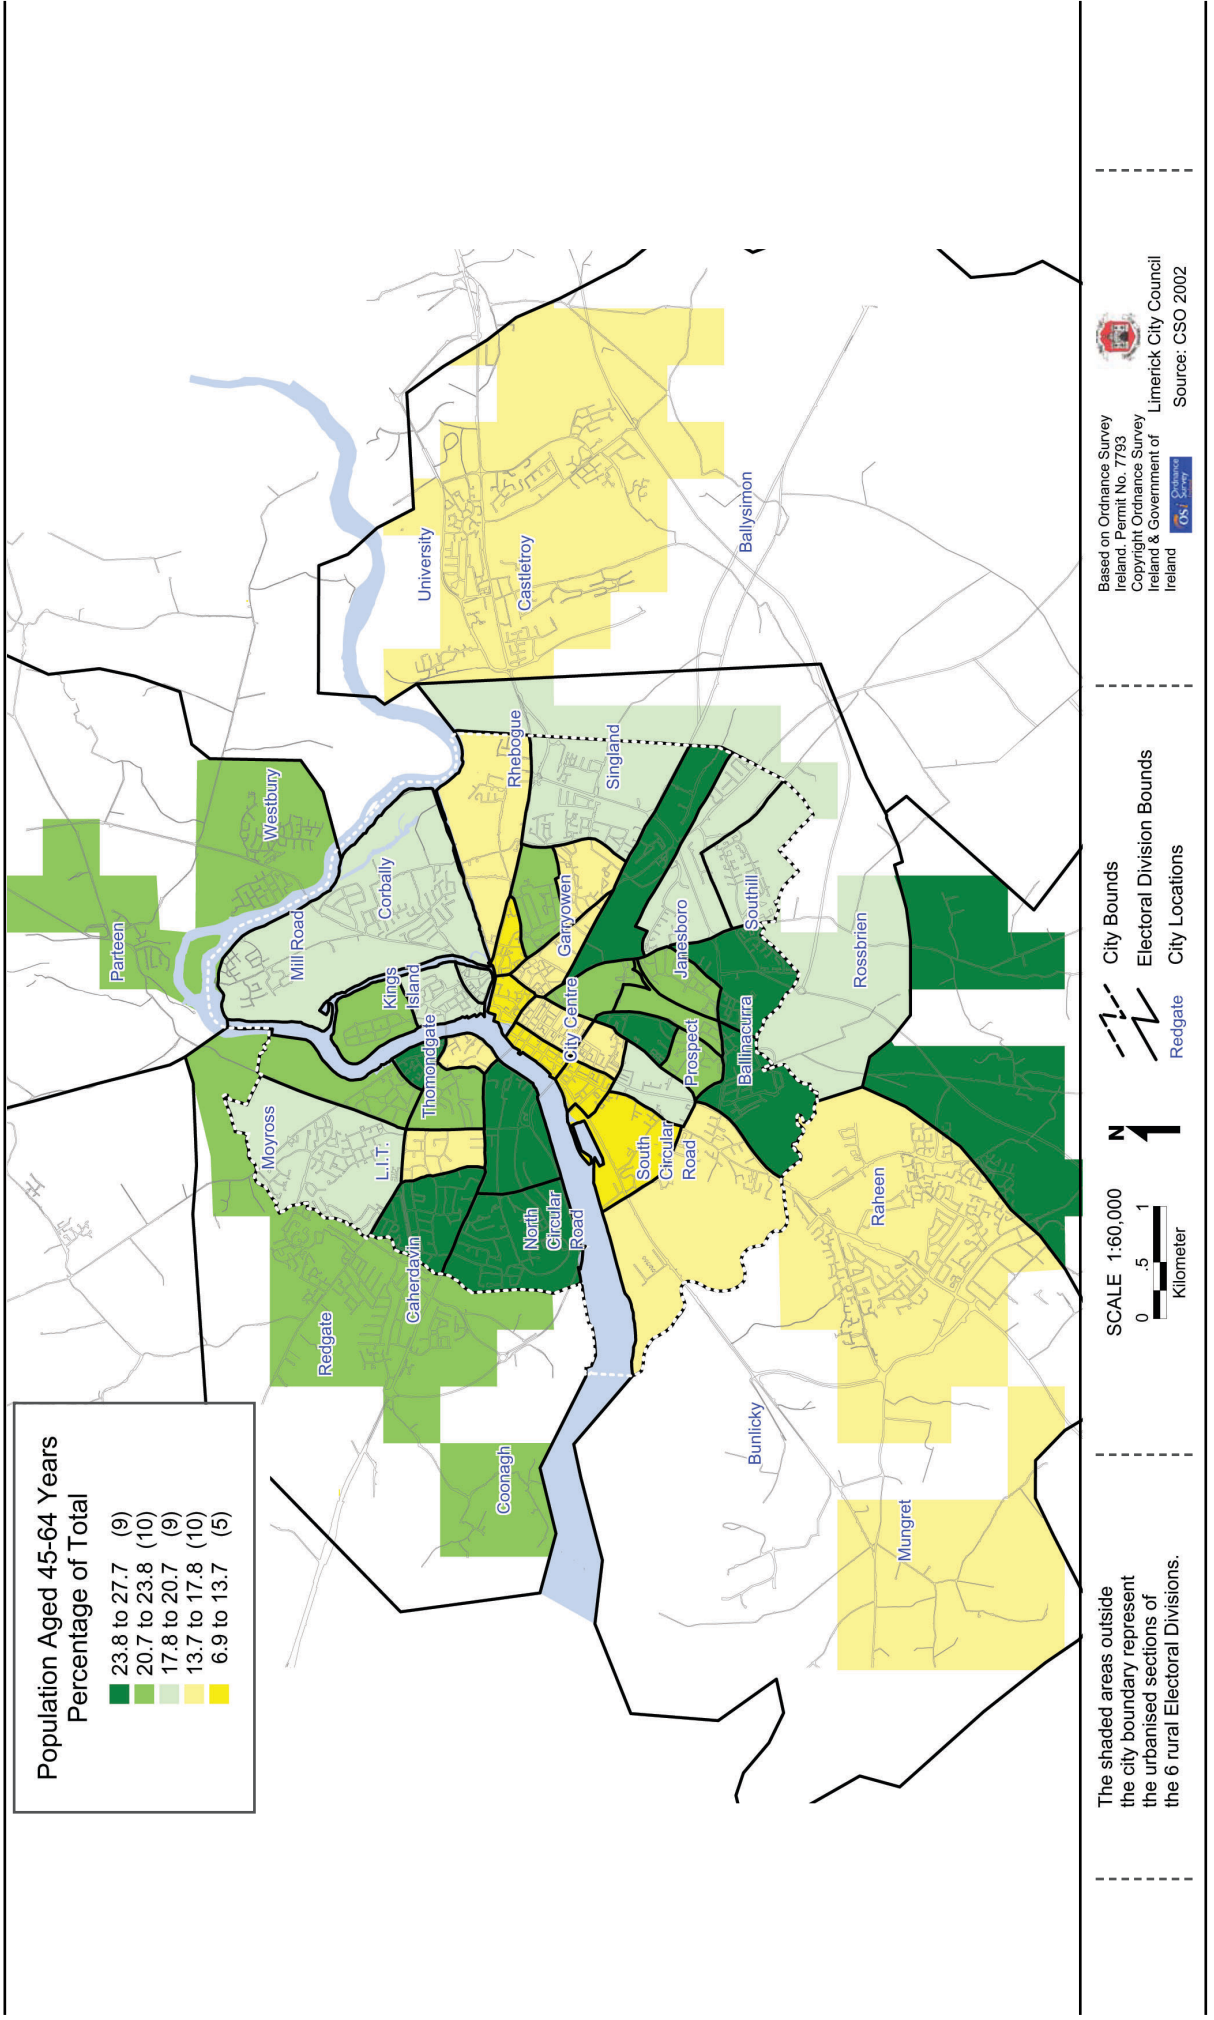 Population Aged 45-64 Years
Percentage of Total
23.8 to 27.7 (9)
20.7 to 23.8 (10)
17.8 to 20.7 (9)
13.7 to 17.8 (10)
6.9 to 13.7 (5)
Parteen
Westbury
Mill Road
Corbally
Moyross
Kings
Island
L.I.T.
Thomondgate
Redgate
Caherdavin
Coonagh
North
Circular
Road
University
Castletroy
Rhebogue
Singland
Garryowen
City Centre
Ballysimon
Janesboro
Southill
Prospect
Ballinacurra
South
Circular
Road
Rossbrien
Raheen
Bunlicky
Mungret
The shaded areas outside
the city boundary represent
the urbanised sections of
the 6 rural Electoral Divisions.
SCALE 1:60,000
0 .5 1
Kilometer
N
City Bounds
Electoral Division Bounds
Redgate City Locations
Based on Ordnance Survey
Ireland. Permit No. 7793
Copyright Ordnance Survey
Ireland & Government of
Ireland
OSi Ordnance
Survey
Limerick City Council
Source: CSO 2002